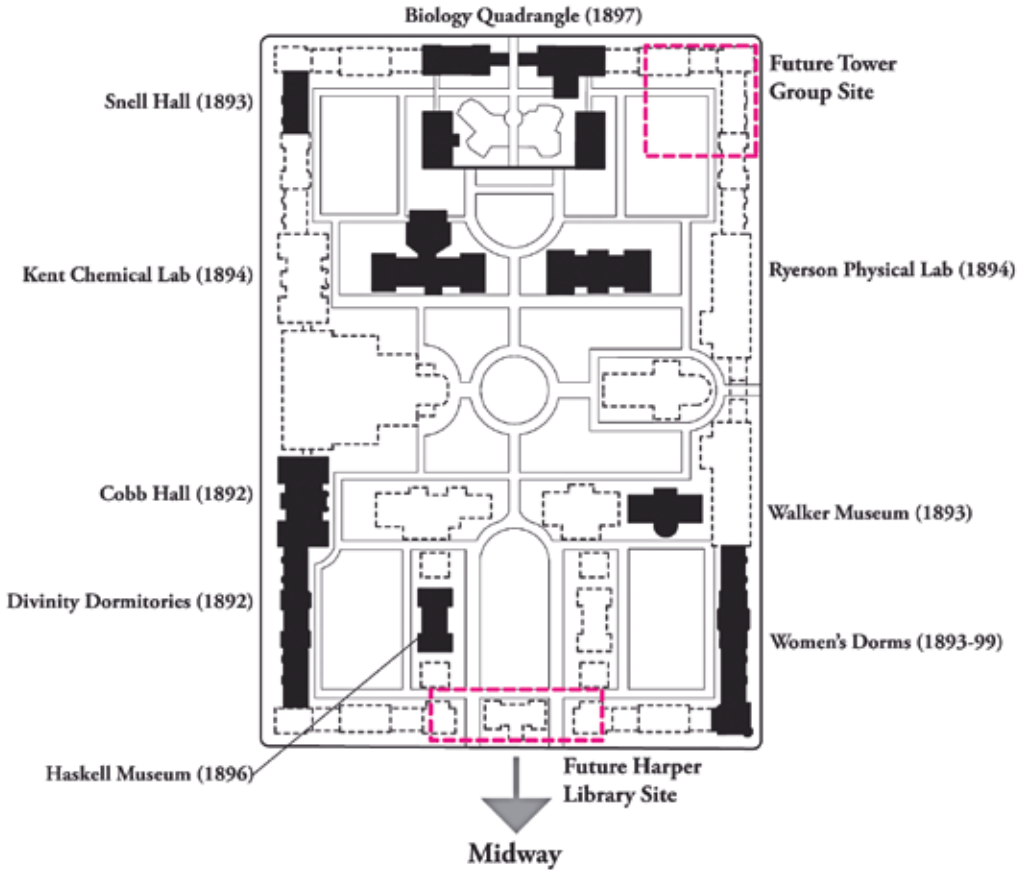 Biology Quadrangle (1897)
Future Tower
Group Site
Snell Hall (1893)
Kent Chemical Lab (1894)
Ryerson Physical Lab (1894)
Cobb Hall (1892)
Walker Museum (1893)
Divinity Dormitories (1892)
Women's Dorms (1893-99)
Haskell Museum (1896)
Future Harper
Library Site
Midway